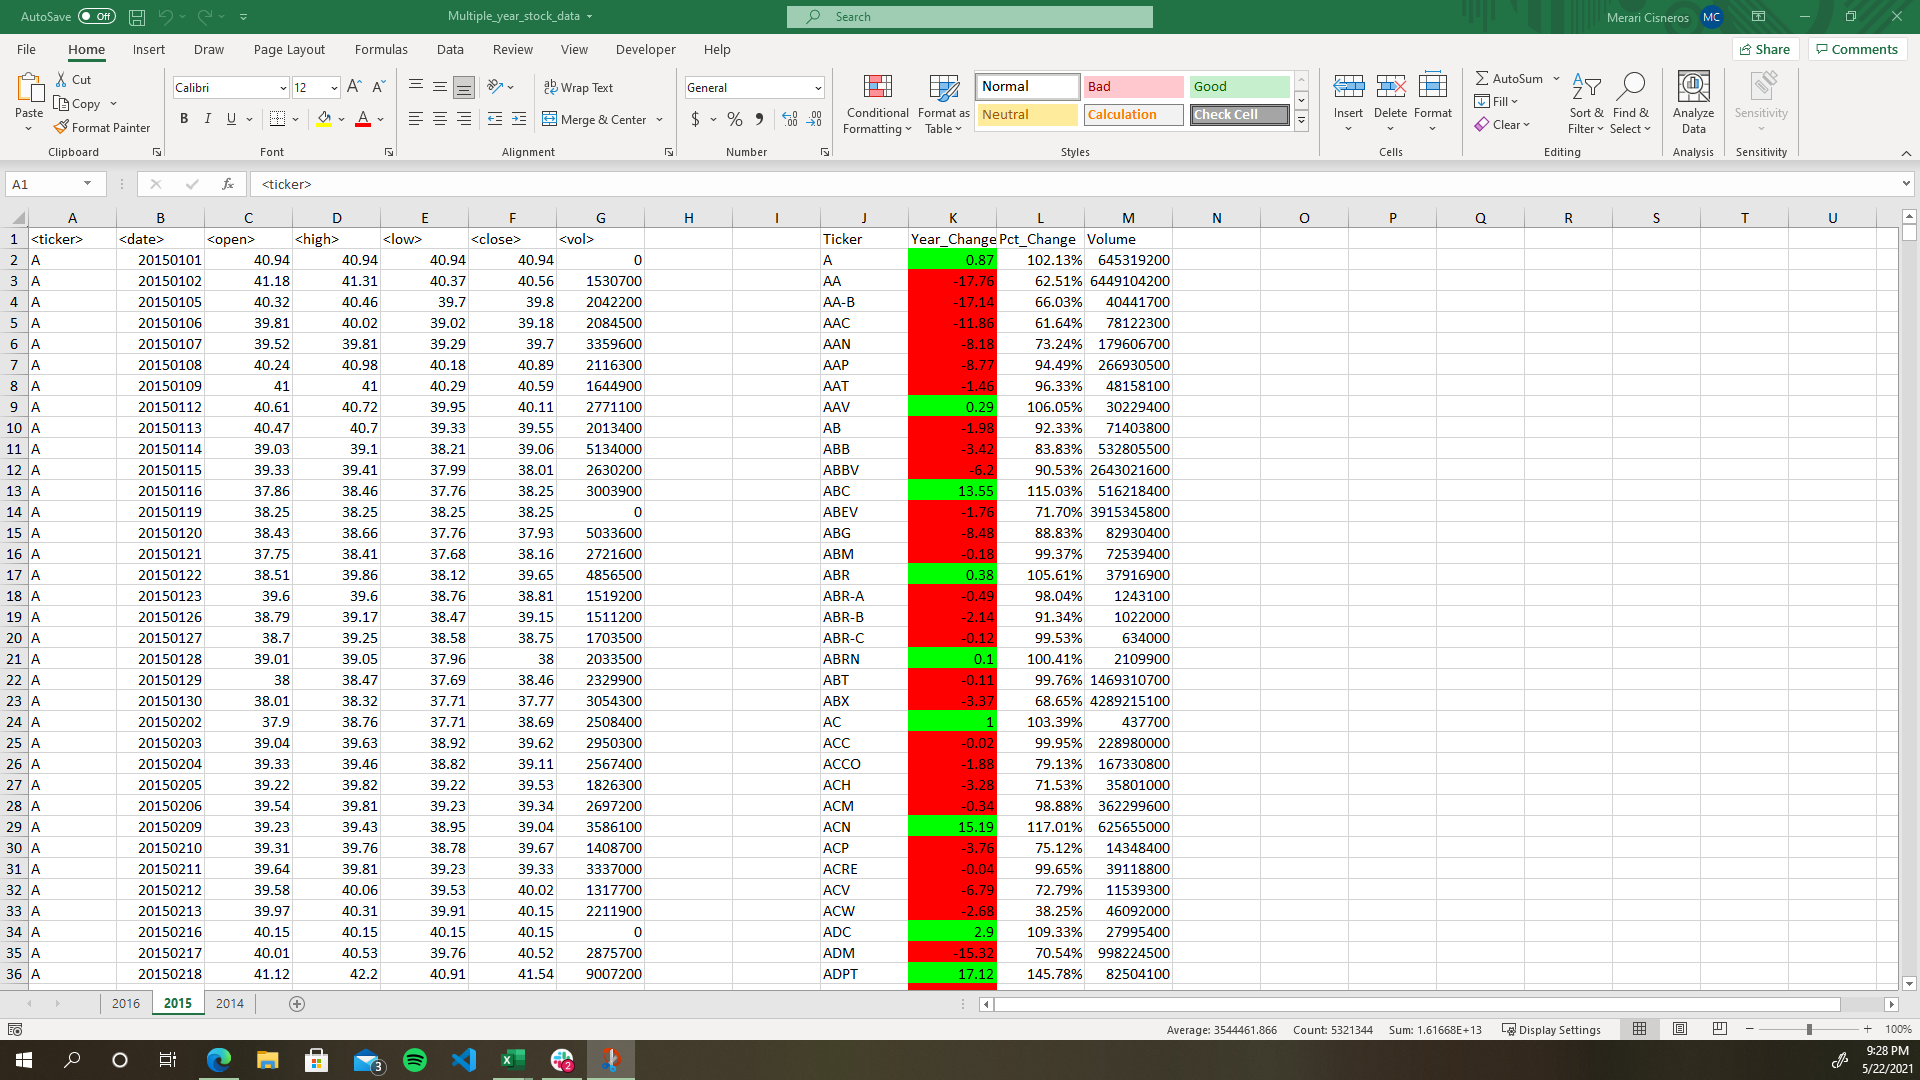 AutoSave Off Multiple_year_stock_data Search Merari Cisneros MC
File Home Insert Draw Page Layout Formulas Data Review View Developer Help Share Comments
Paste Cut Copy Format Painter Clipboard
Calibri 12 A A B I U A Font
Wrap Text Merge & Center Alignment
General $ % Number
Conditional Formatting Format as Table Normal Bad Good Neutral Calculation Check Cell Styles
Insert Delete Format Cells
AutoSum Fill Clear Sort & Filter Find & Select Editing
Analyze Data Analysis Sensitivity Sensitivity
A1 fx <ticker>
A B C D E F G H I J K L M N O P Q R S T U
1 <ticker> <date> <open> <high> <low> <close> <vol> Ticker Year_Change Pct_Change Volume
2 A 20150101 40.94 40.94 40.94 40.94 0 A 0.87 102.13% 645319200
3 A 20150102 41.18 41.31 40.37 40.56 1530700 AA -17.76 62.51% 6449104200
4 A 20150105 40.32 40.46 39.7 39.8 2042200 AA-B -17.14 66.03% 40441700
5 A 20150106 39.81 40.02 39.02 39.18 2084500 AAC -11.86 61.64% 78122300
6 A 20150107 39.52 39.81 39.29 39.7 3359600 AAN -8.18 73.24% 179606700
7 A 20150108 40.24 40.98 40.18 40.89 2116300 AAP -8.77 94.49% 266930500
8 A 20150109 41 41 40.29 40.59 1644900 AAT -1.46 96.33% 48158100
9 A 20150112 40.61 40.72 39.95 40.11 2771100 AAV 0.29 106.05% 30229400
10 A 20150113 40.47 40.7 39.33 39.55 2013400 AB -1.98 92.33% 71403800
11 A 20150114 39.03 39.1 38.21 39.06 5134000 ABB -3.42 83.83% 532805500
12 A 20150115 39.33 39.41 37.99 38.01 2630200 ABBV -6.2 90.53% 2643021600
13 A 20150116 37.86 38.46 37.76 38.25 3003900 ABC 13.55 115.03% 516218400
14 A 20150119 38.25 38.25 38.25 38.25 0 ABEV -1.76 71.70% 3915345800
15 A 20150120 38.43 38.66 37.76 37.93 5033600 ABG -8.48 88.83% 82930400
16 A 20150121 37.75 38.41 37.68 38.16 2721600 ABM -0.18 99.37% 72539400
17 A 20150122 38.51 39.86 38.12 39.65 4856500 ABR 0.38 105.61% 37916900
18 A 20150123 39.6 39.6 38.76 38.81 1519200 ABR-A -0.49 98.04% 1243100
19 A 20150126 38.79 39.17 38.47 39.15 1511200 ABR-B -2.14 91.34% 1022000
20 A 20150127 38.7 39.25 38.58 38.75 1703500 ABR-C -0.12 99.53% 634000
21 A 20150128 39.01 39.05 37.96 38 2033500 ABRN 0.1 100.41% 2109900
22 A 20150129 38 38.47 37.69 38.46 2329900 ABT -0.11 99.76% 1469310700
23 A 20150130 38.01 38.32 37.71 37.77 3054300 ABX -3.37 68.65% 4289215100
24 A 20150202 37.9 38.76 37.71 38.69 2508400 AC 1 103.39% 437700
25 A 20150203 39.04 39.63 38.92 39.62 2950300 ACC -0.02 99.95% 228980000
26 A 20150204 39.33 39.46 38.82 39.11 2567400 ACCO -1.88 79.13% 167330800
27 A 20150205 39.22 39.82 39.22 39.53 1826300 ACH -3.28 71.53% 35801000
28 A 20150206 39.54 39.81 39.23 39.34 2697200 ACM -0.34 98.88% 362299600
29 A 20150209 39.23 39.43 38.95 39.04 3586100 ACN 15.19 117.01% 625655000
30 A 20150210 39.31 39.76 38.78 39.67 1408700 ACP -3.76 75.12% 14348400
31 A 20150211 39.64 39.81 39.23 39.33 3337000 ACRE -0.04 99.65% 39118800
32 A 20150212 39.58 40.06 39.53 40.02 1317700 ACV -6.79 72.79% 11539300
33 A 20150213 39.97 40.31 39.91 40.15 2211900 ACW -2.68 38.25% 46092000
34 A 20150216 40.15 40.15 40.15 40.15 0 ADC 2.9 109.33% 27995400
35 A 20150217 40.01 40.53 39.76 40.52 2875700 ADM -15.32 70.54% 998224500
36 A 20150218 41.12 42.2 40.91 41.54 9007200 ADPT 17.12 145.78% 82504100
2016 2015 2014
Average: 3544461.866 Count: 5321344 Sum: 1.61668E+13 Display Settings 100%
3 2
9:28 PM
5/22/2021